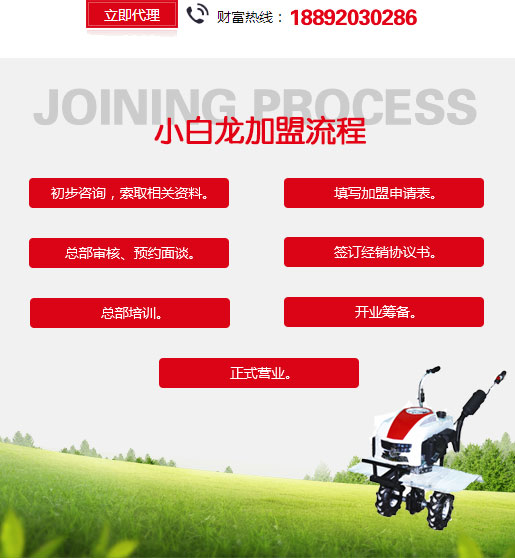 立即代理 财富热线： 18892030286
JOINING PROCESS
小白龙加盟流程
初步咨询，索取相关资料。 填写加盟申请表。
总部审核、预约面谈。 签订经销协议书。
总部培训。 开业筹备。
正式营业。